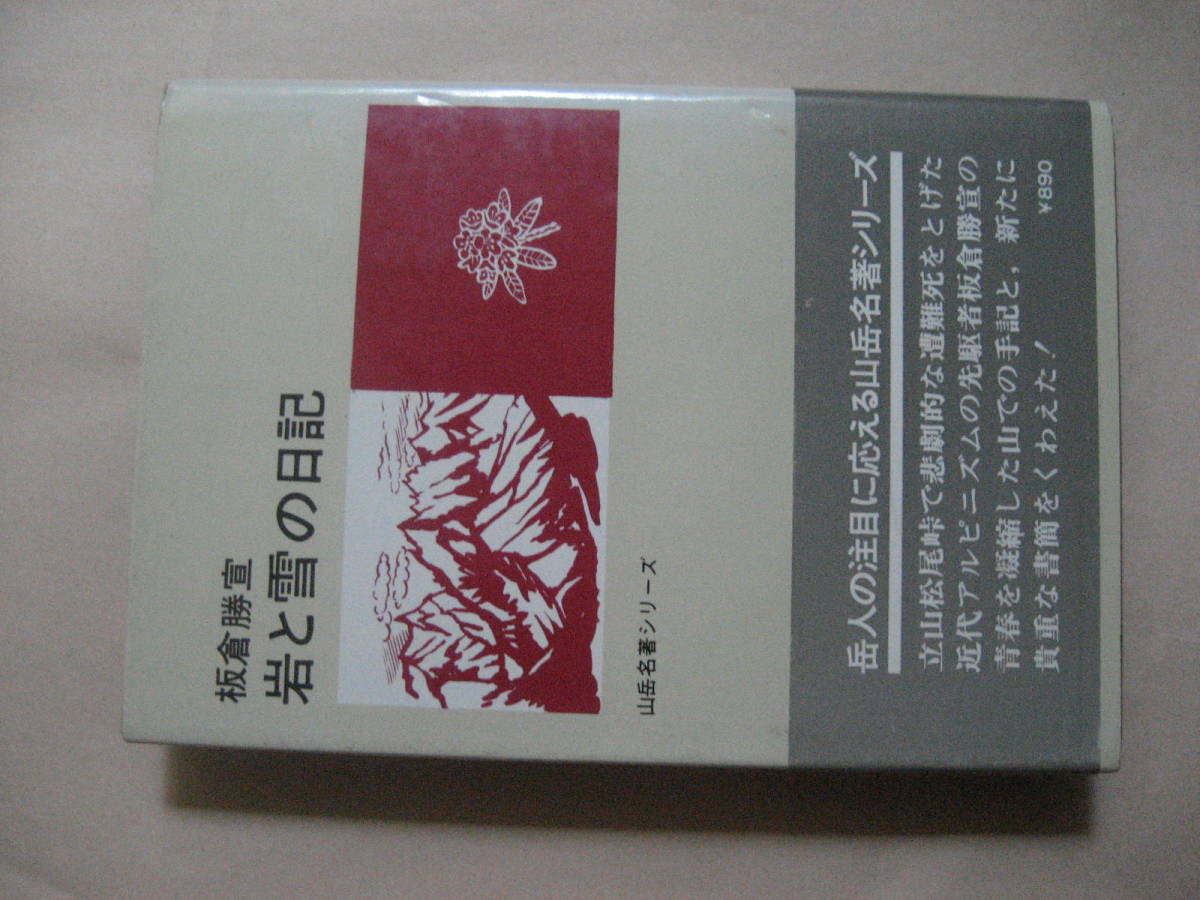 板倉勝宣
岩と雪の日記
山岳名著シリーズ
岳人の注目に応える山岳名著シリーズ
立山松尾峠で悲劇的な遭難死をとげた
近代アルピニズムの先駆者板倉勝宣の
青春を凝縮した山での手記と，新たに
貴重な書簡をくわえた！
¥890